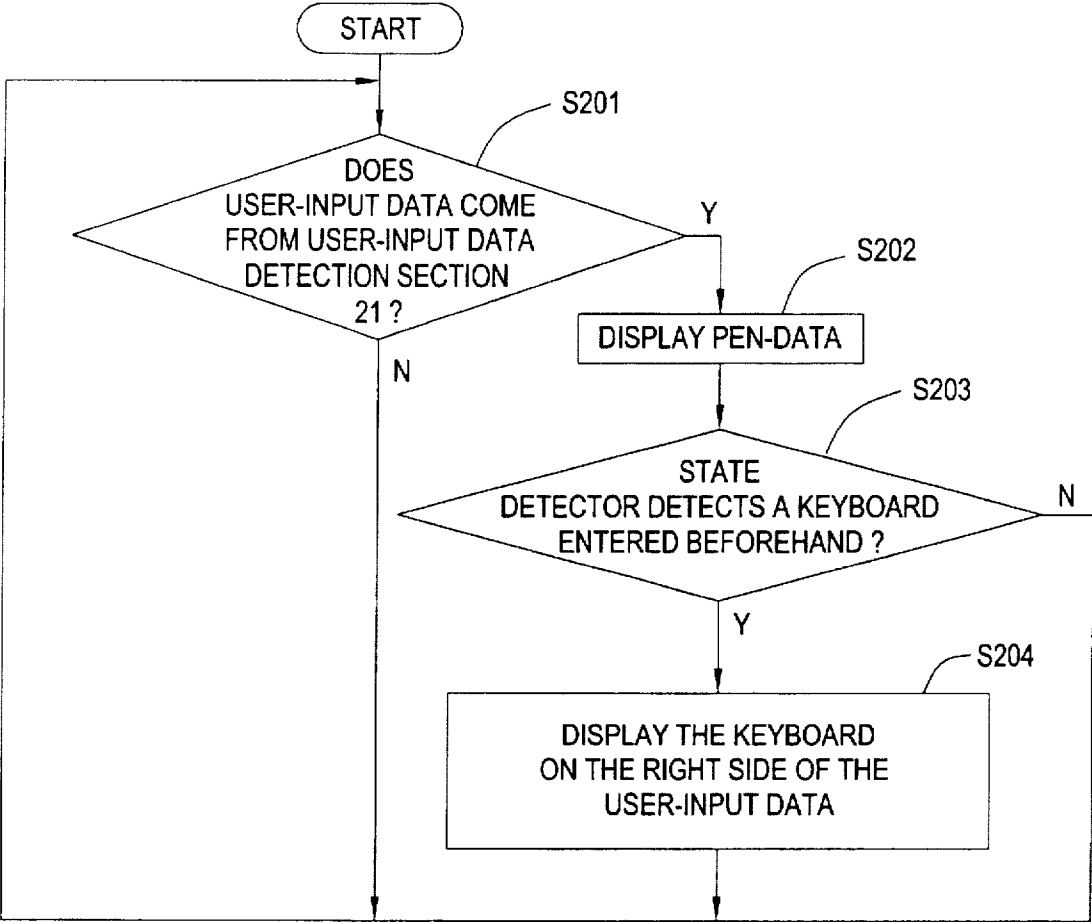 START
S201
DOES
USER-INPUT DATA COME
FROM USER-INPUT DATA
DETECTION SECTION
21 ?
Y
N
S202
DISPLAY PEN-DATA
S203
STATE
DETECTOR DETECTS A KEYBOARD
ENTERED BEFOREHAND ?
N
Y
S204
DISPLAY THE KEYBOARD
ON THE RIGHT SIDE OF THE
USER-INPUT DATA